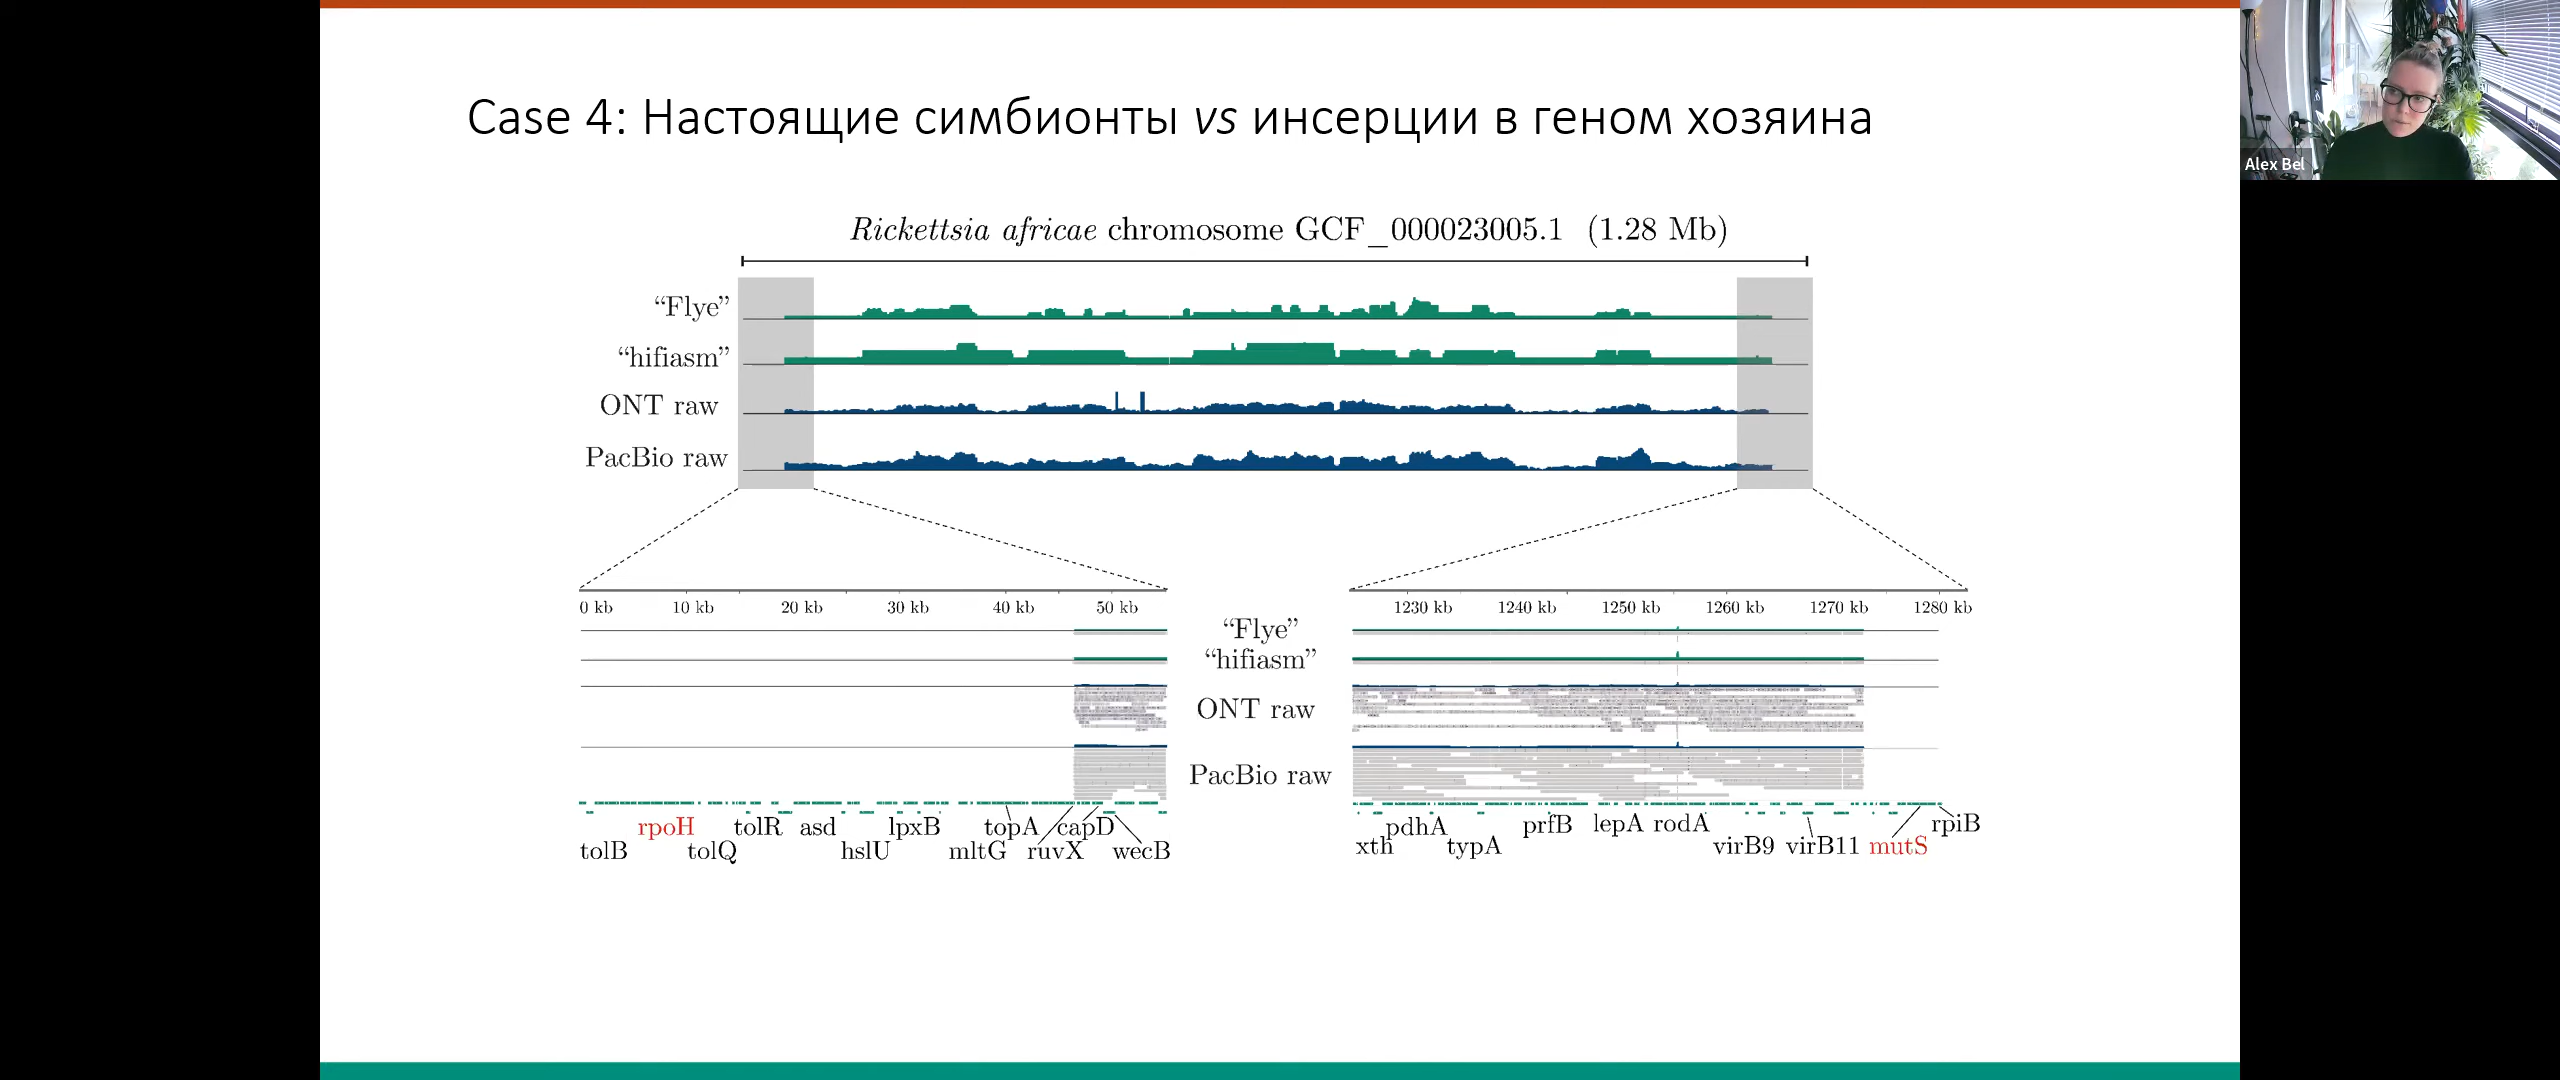 Case 4: Настоящие симбионты vs инсерции в геном хозяина
Alex Bel
Rickettsia africae chromosome GCF_000023005.1 (1.28 Mb)
“Flye”
“hifiasm”
ONT raw
PacBio raw
0 kb 10 kb 20 kb 30 kb 40 kb 50 kb
1230 kb 1240 kb 1250 kb 1260 kb 1270 kb 1280 kb
“Flye”
“hifiasm”
ONT raw
PacBio raw
rpoH tolR asd lpxB topA capD
tolB tolQ hslU mltG ruvX wecB
pdhA prfB lepA rodA rpiB
xth typA virB9 virB11 mutS